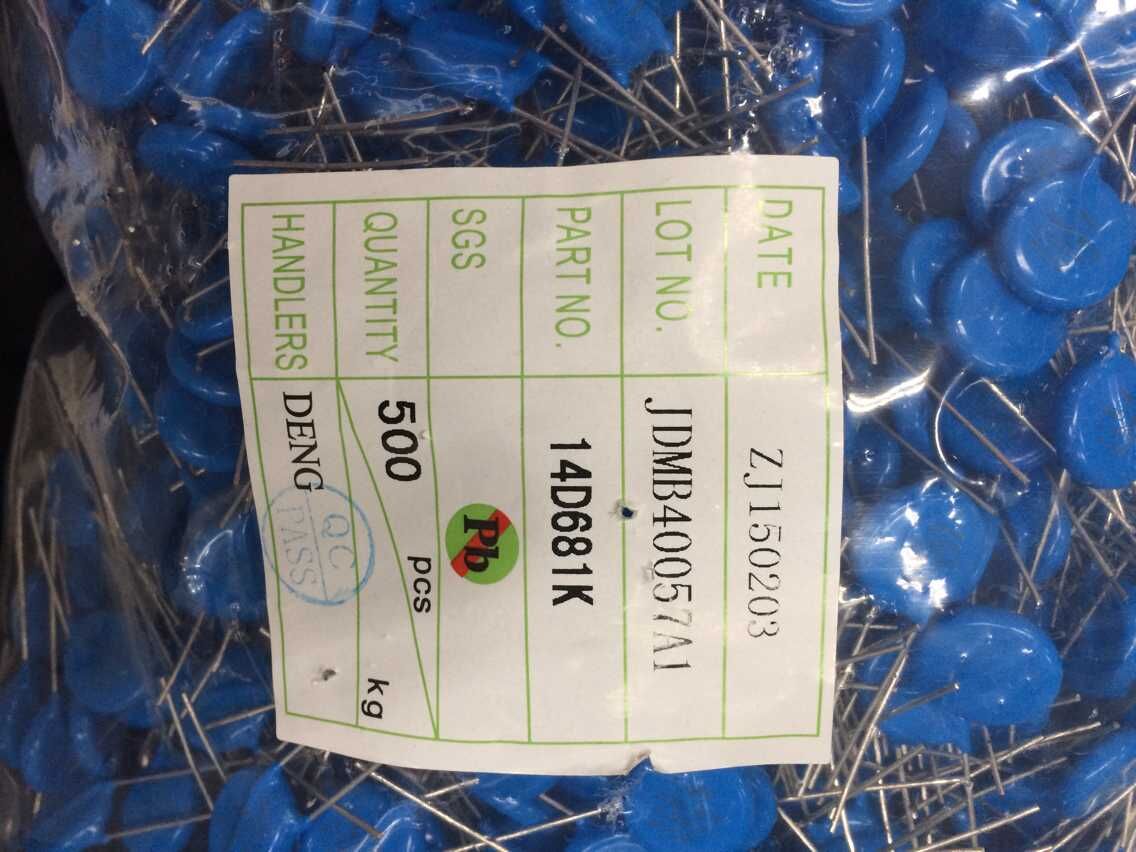 DATE ZJ150203
LOT NO. JDMB40057A1
PART NO. 14D681K
SGS Pb
QUANTITY 500 pcs kg
HANDLERS DENG
QC
PASS